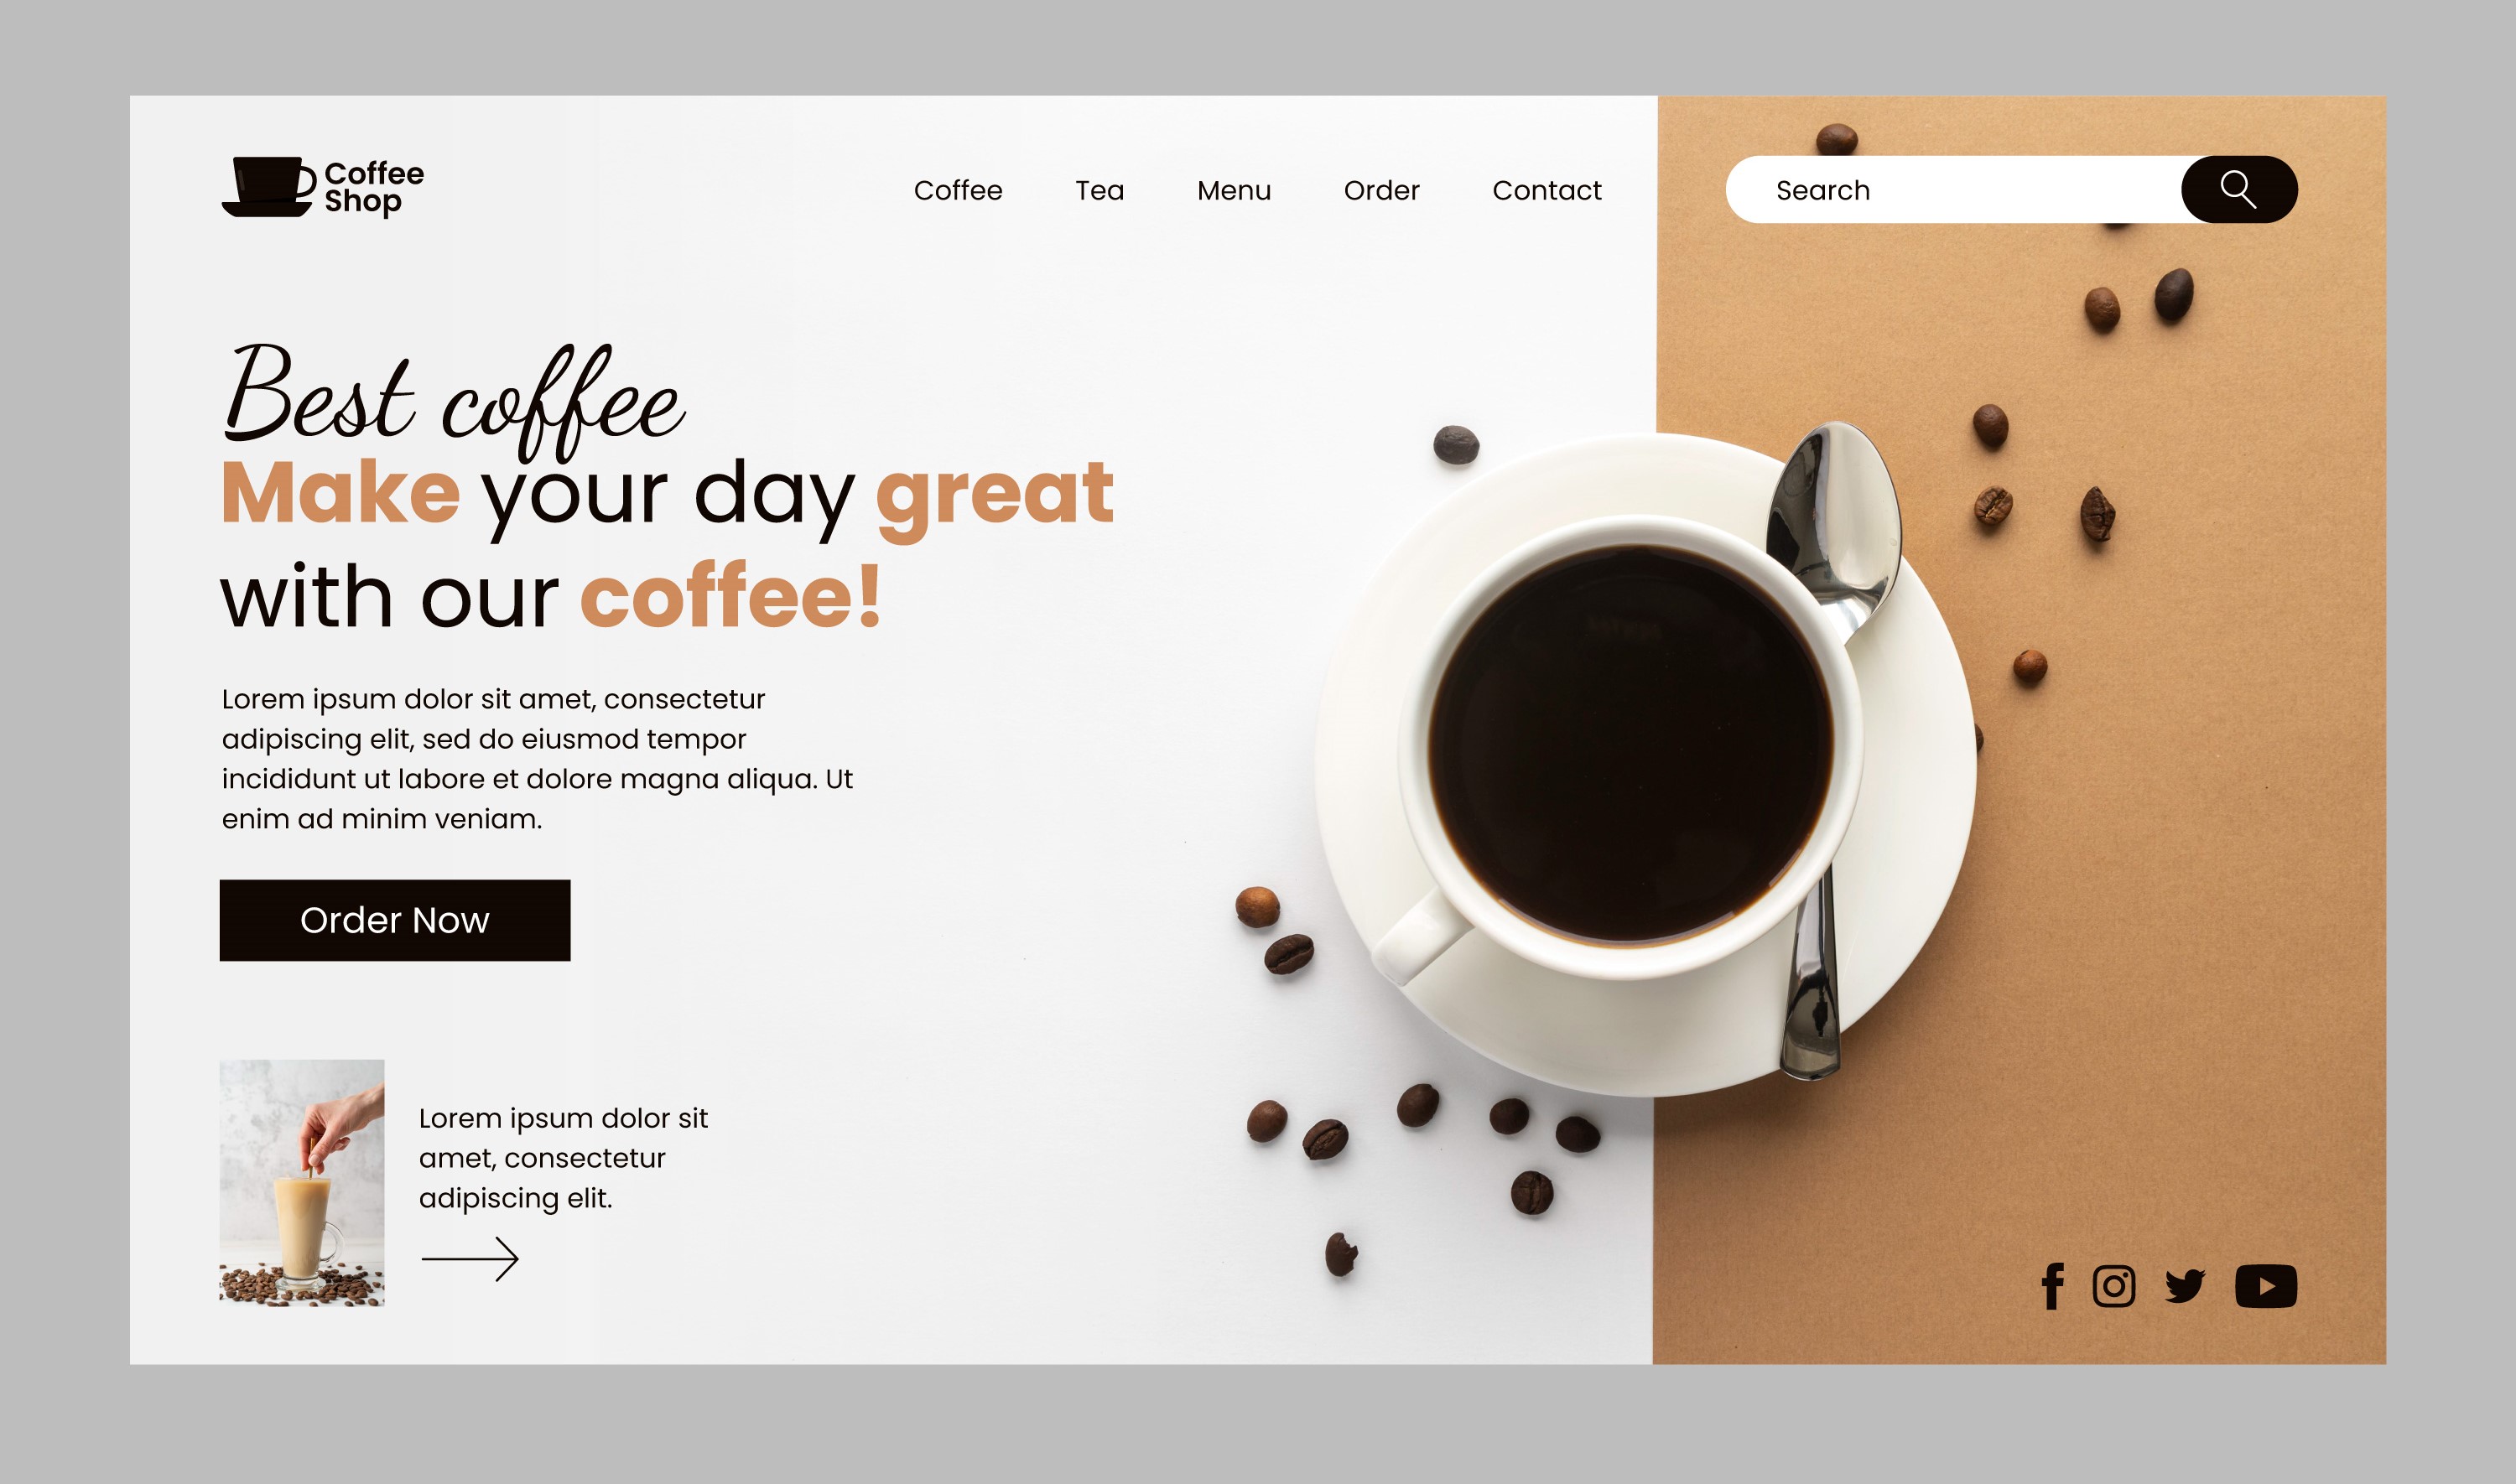 Coffee
Shop
Coffee Tea Menu Order Contact
Search
Best coffee
Make your day great
with our coffee!
Lorem ipsum dolor sit amet, consectetur
adipiscing elit, sed do eiusmod tempor
incididunt ut labore et dolore magna aliqua. Ut
enim ad minim veniam.
Order Now
Lorem ipsum dolor sit
amet, consectetur
adipiscing elit.